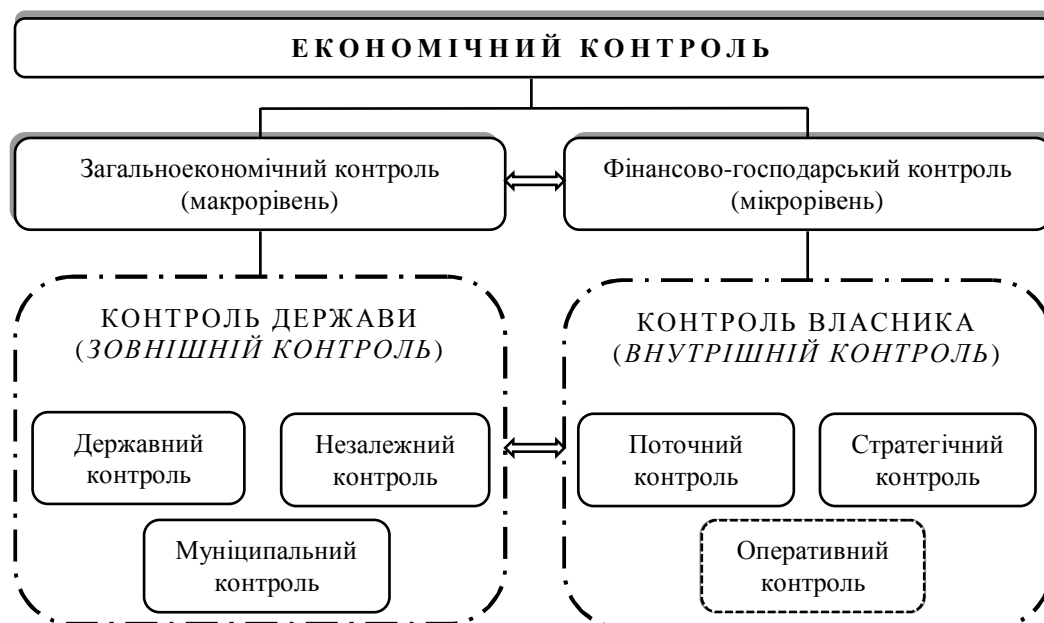 ЕКОНОМІЧНИЙ КОНТРОЛЬ
Загальноекономічний контроль
(макрорівень)
Фінансово-господарський контроль
(мікрорівень)
КОНТРОЛЬ ДЕРЖАВИ
(ЗОВНІШНІЙ КОНТРОЛЬ)
КОНТРОЛЬ ВЛАСНИКА
(ВНУТРІШНІЙ КОНТРОЛЬ)
Державний
контроль
Незалежний
контроль
Муніципальний
контроль
Поточний
контроль
Стратегічний
контроль
Оперативний
контроль